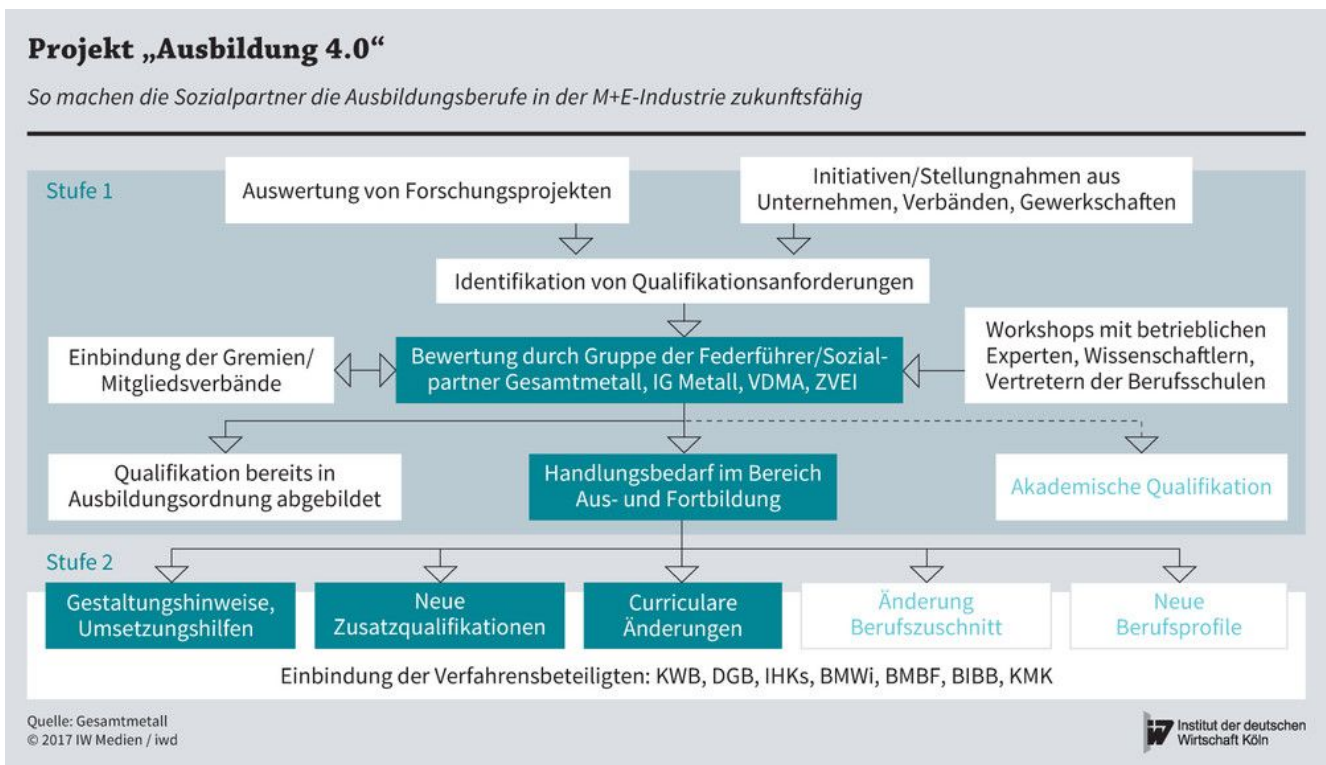 Projekt „Ausbildung 4.0“
So machen die Sozialpartner die Ausbildungsberufe in der M+E-Industrie zukunftsfähig
Stufe 1
Auswertung von Forschungsprojekten
Initiativen/Stellungnahmen aus
Unternehmen, Verbänden, Gewerkschaften
Identifikation von Qualifikationsanforderungen
Einbindung der Gremien/
Mitgliedsverbände
Bewertung durch Gruppe der Federführer/Sozial-
partner Gesamtmetall, IG Metall, VDMA, ZVEI
Workshops mit betrieblichen
Experten, Wissenschaftlern,
Vertretern der Berufsschulen
Qualifikation bereits in
Ausbildungsordnung abgebildet
Handlungsbedarf im Bereich
Aus- und Fortbildung
Akademische Qualifikation
Stufe 2
Gestaltungshinweise,
Umsetzungshilfen
Neue
Zusatzqualifikationen
Curriculare
Änderungen
Änderung
Berufszuschnitt
Neue
Berufsprofile
Einbindung der Verfahrensbeteiligten: KWB, DGB, IHKs, BMWi, BMBF, BIBB, KMK
Quelle: Gesamtmetall
© 2017 IW Medien / iwd
Institut der deutschen
Wirtschaft Köln